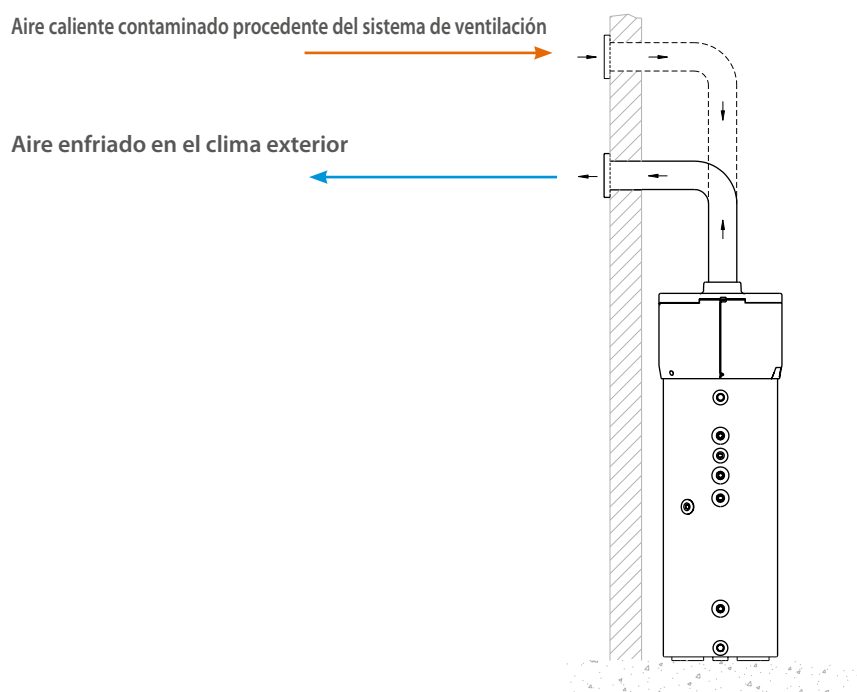 Aire caliente contaminado procedente del sistema de ventilación
Aire enfriado en el clima exterior